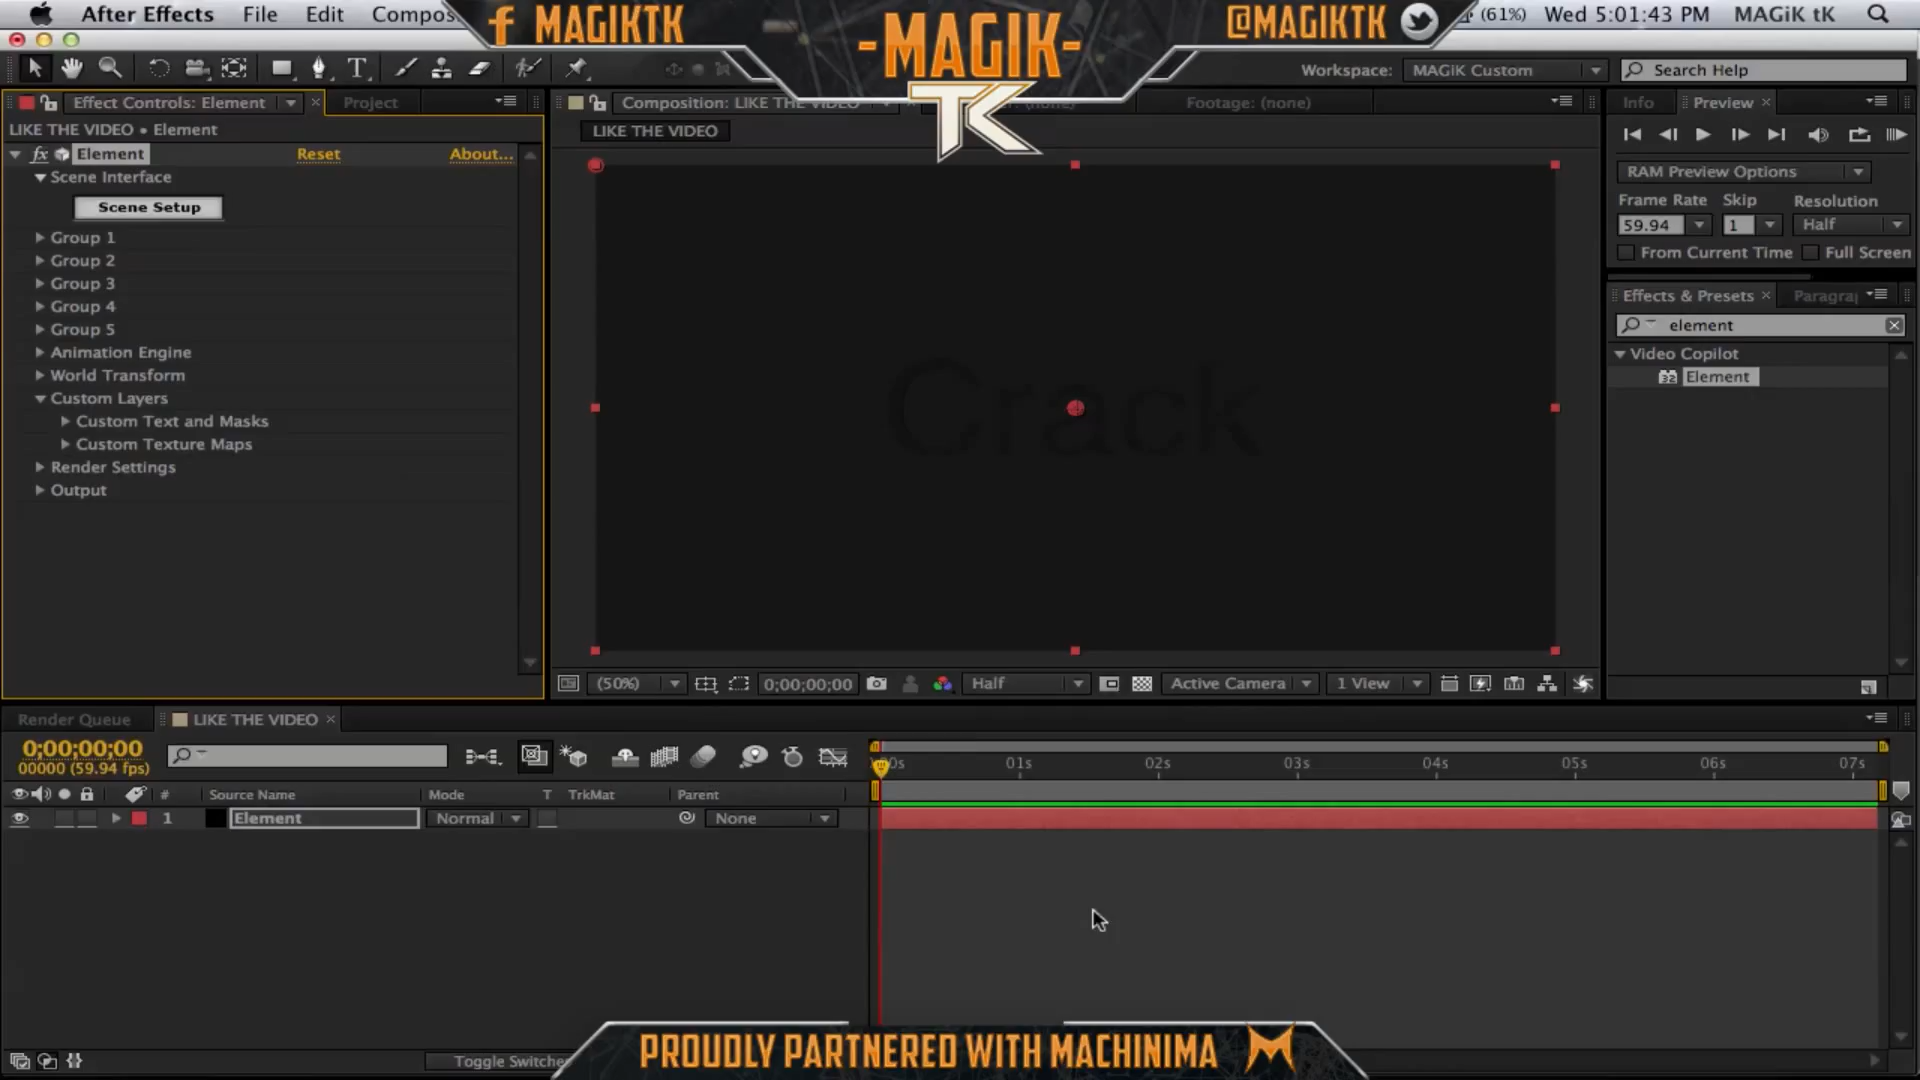 After Effects File Edit Compos
(61%) Wed 5:01:43 PM MAGiK tK
MAGIKTK
-MAGIK-
TK
@MAGIKTK
Workspace: MAGiK Custom
Search Help
Effect Controls: Element
Project
Composition: LIKE THE VIDEO
(none)
Footage: (none)
Info
Preview
LIKE THE VIDEO • Element
LIKE THE VIDEO
fx Element Reset About...
Scene Interface
Scene Setup
Group 1
Group 2
Group 3
Group 4
Group 5
Animation Engine
World Transform
Custom Layers
Custom Text and Masks
Custom Texture Maps
Render Settings
Output
Crack
RAM Preview Options
Frame Rate Skip Resolution
59.94 1 Half
From Current Time Full Screen
Effects & Presets
Paragraj
element
Video Copilot
32 Element
(50%) 0;00;00;00 Half Active Camera 1 View
Render Queue
LIKE THE VIDEO
0;00;00;00
00000 (59.94 fps)
01s 02s 03s 04s 05s 06s 07s
# Source Name Mode T TrkMat Parent
1 Element Normal None
Toggle Switche
PROUDLY PARTNERED WITH MACHINIMA